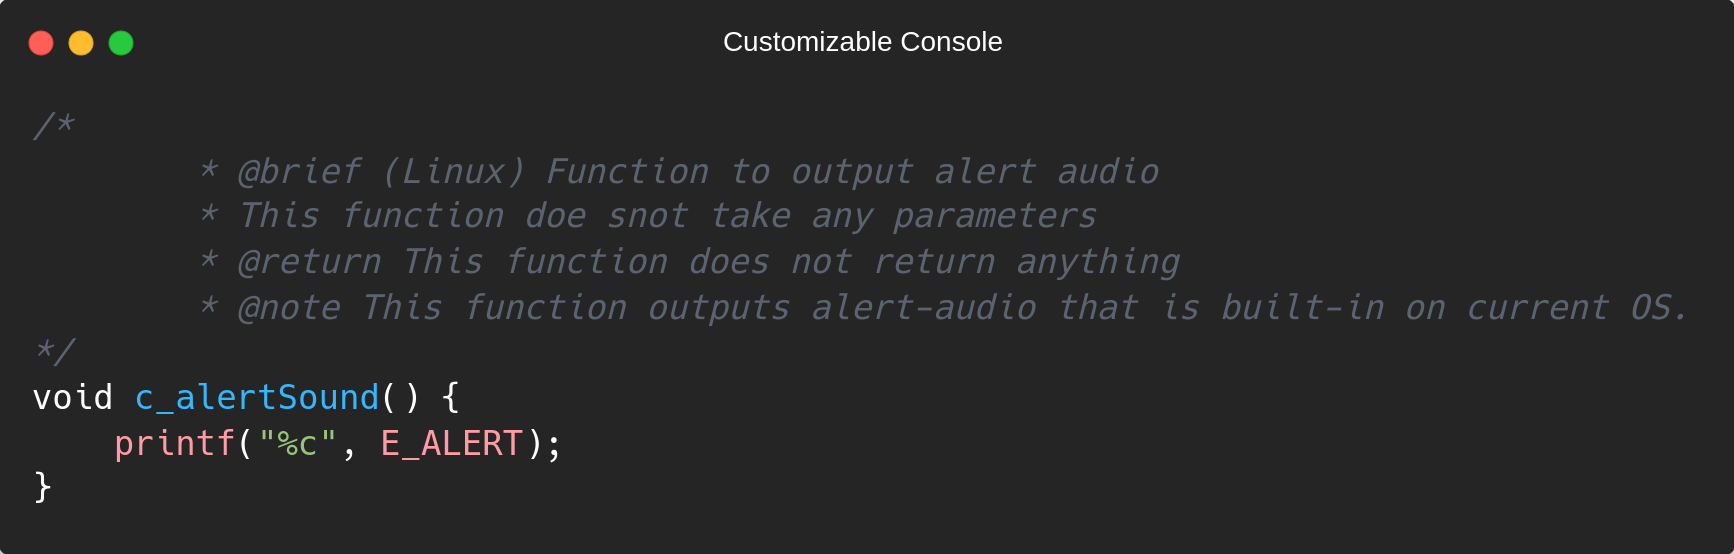 Customizable Console
/*
* @brief (Linux) Function to output alert audio
* This function doe snot take any parameters
* @return This function does not return anything
* @note This function outputs alert-audio that is built-in on current OS.
*/
void c_alertSound() {
printf("%c", E_ALERT);
}